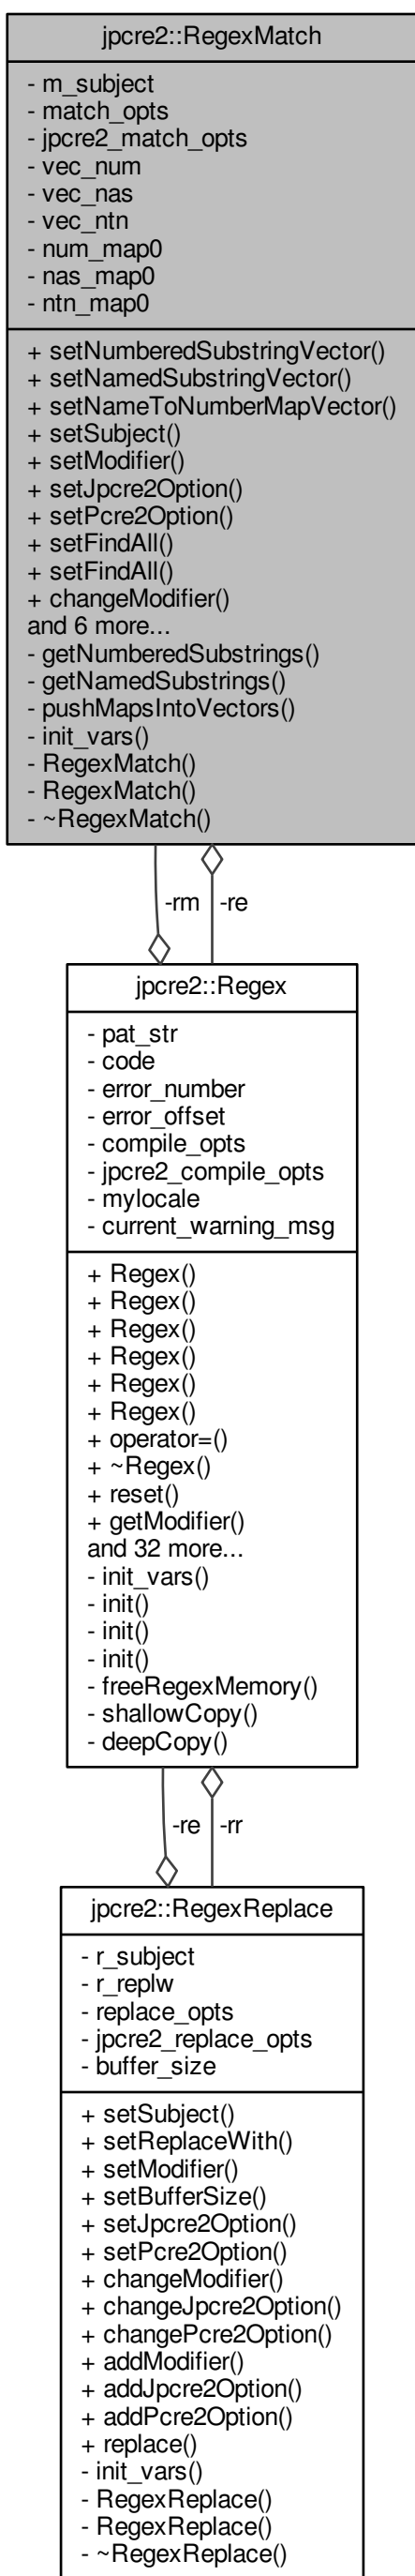 jpcre2::RegexMatch
- m_subject
- match_opts
- jpcre2_match_opts
- vec_num
- vec_nas
- vec_ntn
- num_map0
- nas_map0
- ntn_map0
+ setNumberedSubstringVector()
+ setNamedSubstringVector()
+ setNameToNumberMapVector()
+ setSubject()
+ setModifier()
+ setJpcre2Option()
+ setPcre2Option()
+ setFindAll()
+ setFindAll()
+ changeModifier()
and 6 more...
- getNumberedSubstrings()
- getNamedSubstrings()
- pushMapsIntoVectors()
- init_vars()
- RegexMatch()
- RegexMatch()
- ~RegexMatch()
-rm -re
jpcre2::Regex
- pat_str
- code
- error_number
- error_offset
- compile_opts
- jpcre2_compile_opts
- mylocale
- current_warning_msg
+ Regex()
+ Regex()
+ Regex()
+ Regex()
+ Regex()
+ Regex()
+ operator=()
+ ~Regex()
+ reset()
+ getModifier()
and 32 more...
- init_vars()
- init()
- init()
- init()
- freeRegexMemory()
- shallowCopy()
- deepCopy()
-re -rr
jpcre2::RegexReplace
- r_subject
- r_replw
- replace_opts
- jpcre2_replace_opts
- buffer_size
+ setSubject()
+ setReplaceWith()
+ setModifier()
+ setBufferSize()
+ setJpcre2Option()
+ setPcre2Option()
+ changeModifier()
+ changeJpcre2Option()
+ changePcre2Option()
+ addModifier()
+ addJpcre2Option()
+ addPcre2Option()
+ replace()
- init_vars()
- RegexReplace()
- RegexReplace()
- ~RegexReplace()